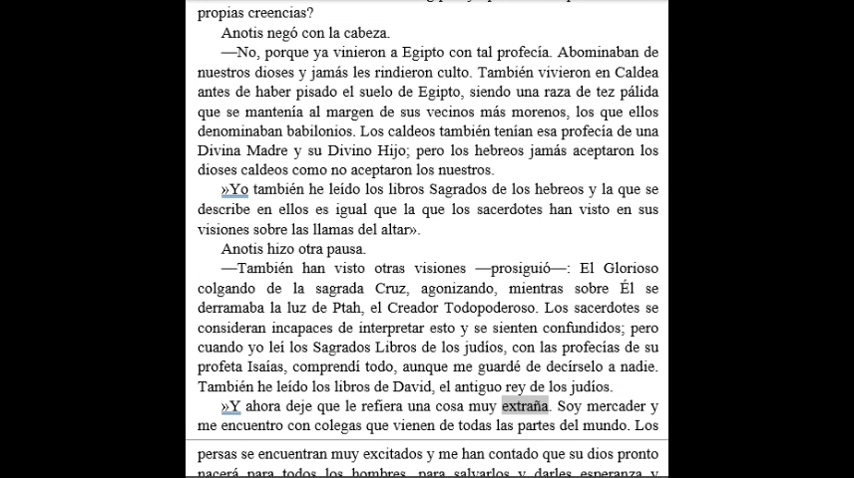 propias creencias?
Anotis negó con la cabeza.
—No, porque ya vinieron a Egipto con tal profecía. Abominaban de
nuestros dioses y jamás les rindieron culto. También vivieron en Caldea
antes de haber pisado el suelo de Egipto, siendo una raza de tez pálida
que se mantenía al margen de sus vecinos más morenos, los que ellos
denominaban babilonios. Los caldeos también tenían esa profecía de una
Divina Madre y su Divino Hijo; pero los hebreos jamás aceptaron los
dioses caldeos como no aceptaron los nuestros.
»Yo también he leído los libros Sagrados de los hebreos y la que se
describe en ellos es igual que la que los sacerdotes han visto en sus
visiones sobre las llamas del altar».
Anotis hizo otra pausa.
—También han visto otras visiones —prosiguió—: El Glorioso
colgando de la sagrada Cruz, agonizando, mientras sobre Él se
derramaba la luz de Ptah, el Creador Todopoderoso. Los sacerdotes se
consideran incapaces de interpretar esto y se sienten confundidos; pero
cuando yo leí los Sagrados Libros de los judíos, con las profecías de su
profeta Isaías, comprendí todo, aunque me guardé de decírselo a nadie.
También he leído los libros de David, el antiguo rey de los judíos.
»Y ahora deje que le refiera una cosa muy extraña. Soy mercader y
me encuentro con colegas que vienen de todas las partes del mundo. Los
persas se encuentran muy excitados y me han contado que su dios pronto
nacerá para todos los hombres, para salvarlos y darles esperanza y